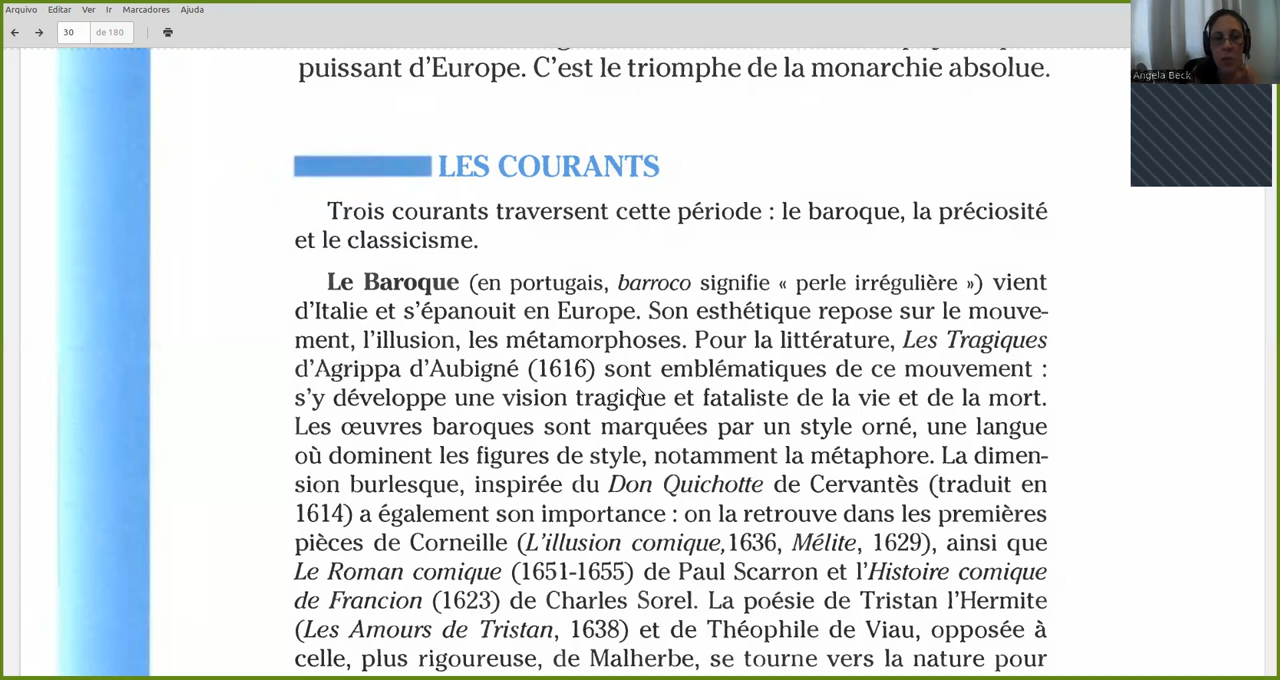 Arquivo Editar Ver Ir Marcadores Ajuda
30 de 180
Angela Beck
puissant d'Europe. C'est le triomphe de la monarchie absolue.
LES COURANTS
Trois courants traversent cette période : le baroque, la préciosité
et le classicisme.
Le Baroque (en portugais, barroco signifie « perle irrégulière ») vient
d'Italie et s'épanouit en Europe. Son esthétique repose sur le mouve-
ment, l'illusion, les métamorphoses. Pour la littérature, Les Tragiques
d'Agrippa d'Aubigné (1616) sont emblématiques de ce mouvement :
s'y développe une vision tragique et fataliste de la vie et de la mort.
Les œuvres baroques sont marquées par un style orné, une langue
où dominent les figures de style, notamment la métaphore. La dimen-
sion burlesque, inspirée du Don Quichotte de Cervantès (traduit en
1614) a également son importance : on la retrouve dans les premières
pièces de Corneille (L'illusion comique,1636, Mélite, 1629), ainsi que
Le Roman comique (1651-1655) de Paul Scarron et l'Histoire comique
de Francion (1623) de Charles Sorel. La poésie de Tristan l'Hermite
(Les Amours de Tristan, 1638) et de Théophile de Viau, opposée à
celle, plus rigoureuse, de Malherbe, se tourne vers la nature pour